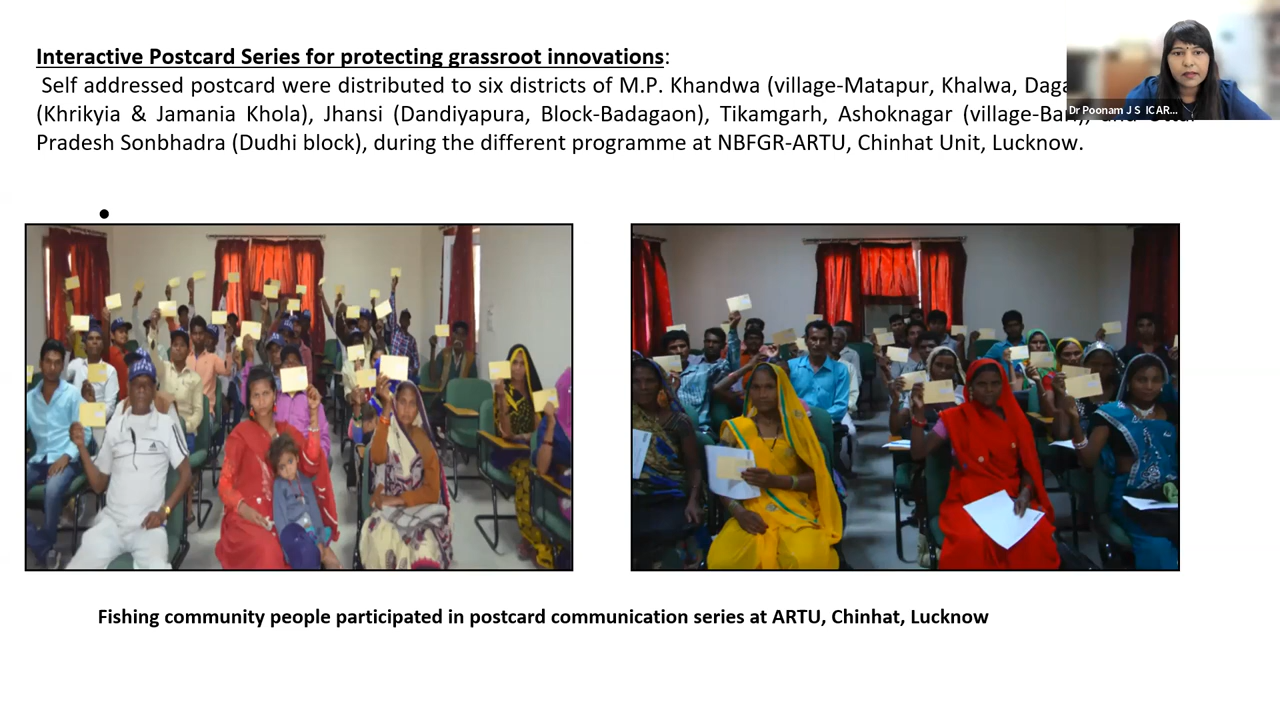 Interactive Postcard Series for protecting grassroot innovations:
Self addressed postcard were distributed to six districts of M.P. Khandwa (village-Matapur, Khalwa,
(Khrikyia & Jamania Khola), Jhansi (Dandiyapura, Block-Badagaon), Tikamgarh, Ashoknagar
Pradesh Sonbhadra (Dudhi block), during the different programme at NBFGR-ARTU, Chinhat Unit, Lucknow.
Dr Poonam J S ICAR...
Fishing community people participated in postcard communication series at ARTU, Chinhat, Lucknow